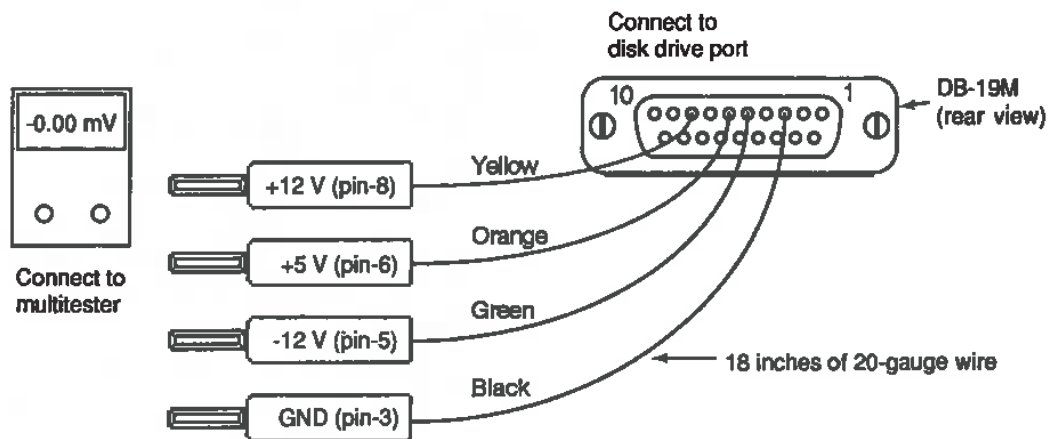 Connect to
disk drive port
10
1
DB-19M
(rear view)
-0.00 mV
Yellow
+12 V (pin-8)
Orange
+5 V (pin-6)
Connect to
multitester
Green
-12 V (pin-5)
18 inches of 20-gauge wire
Black
GND (pin-3)